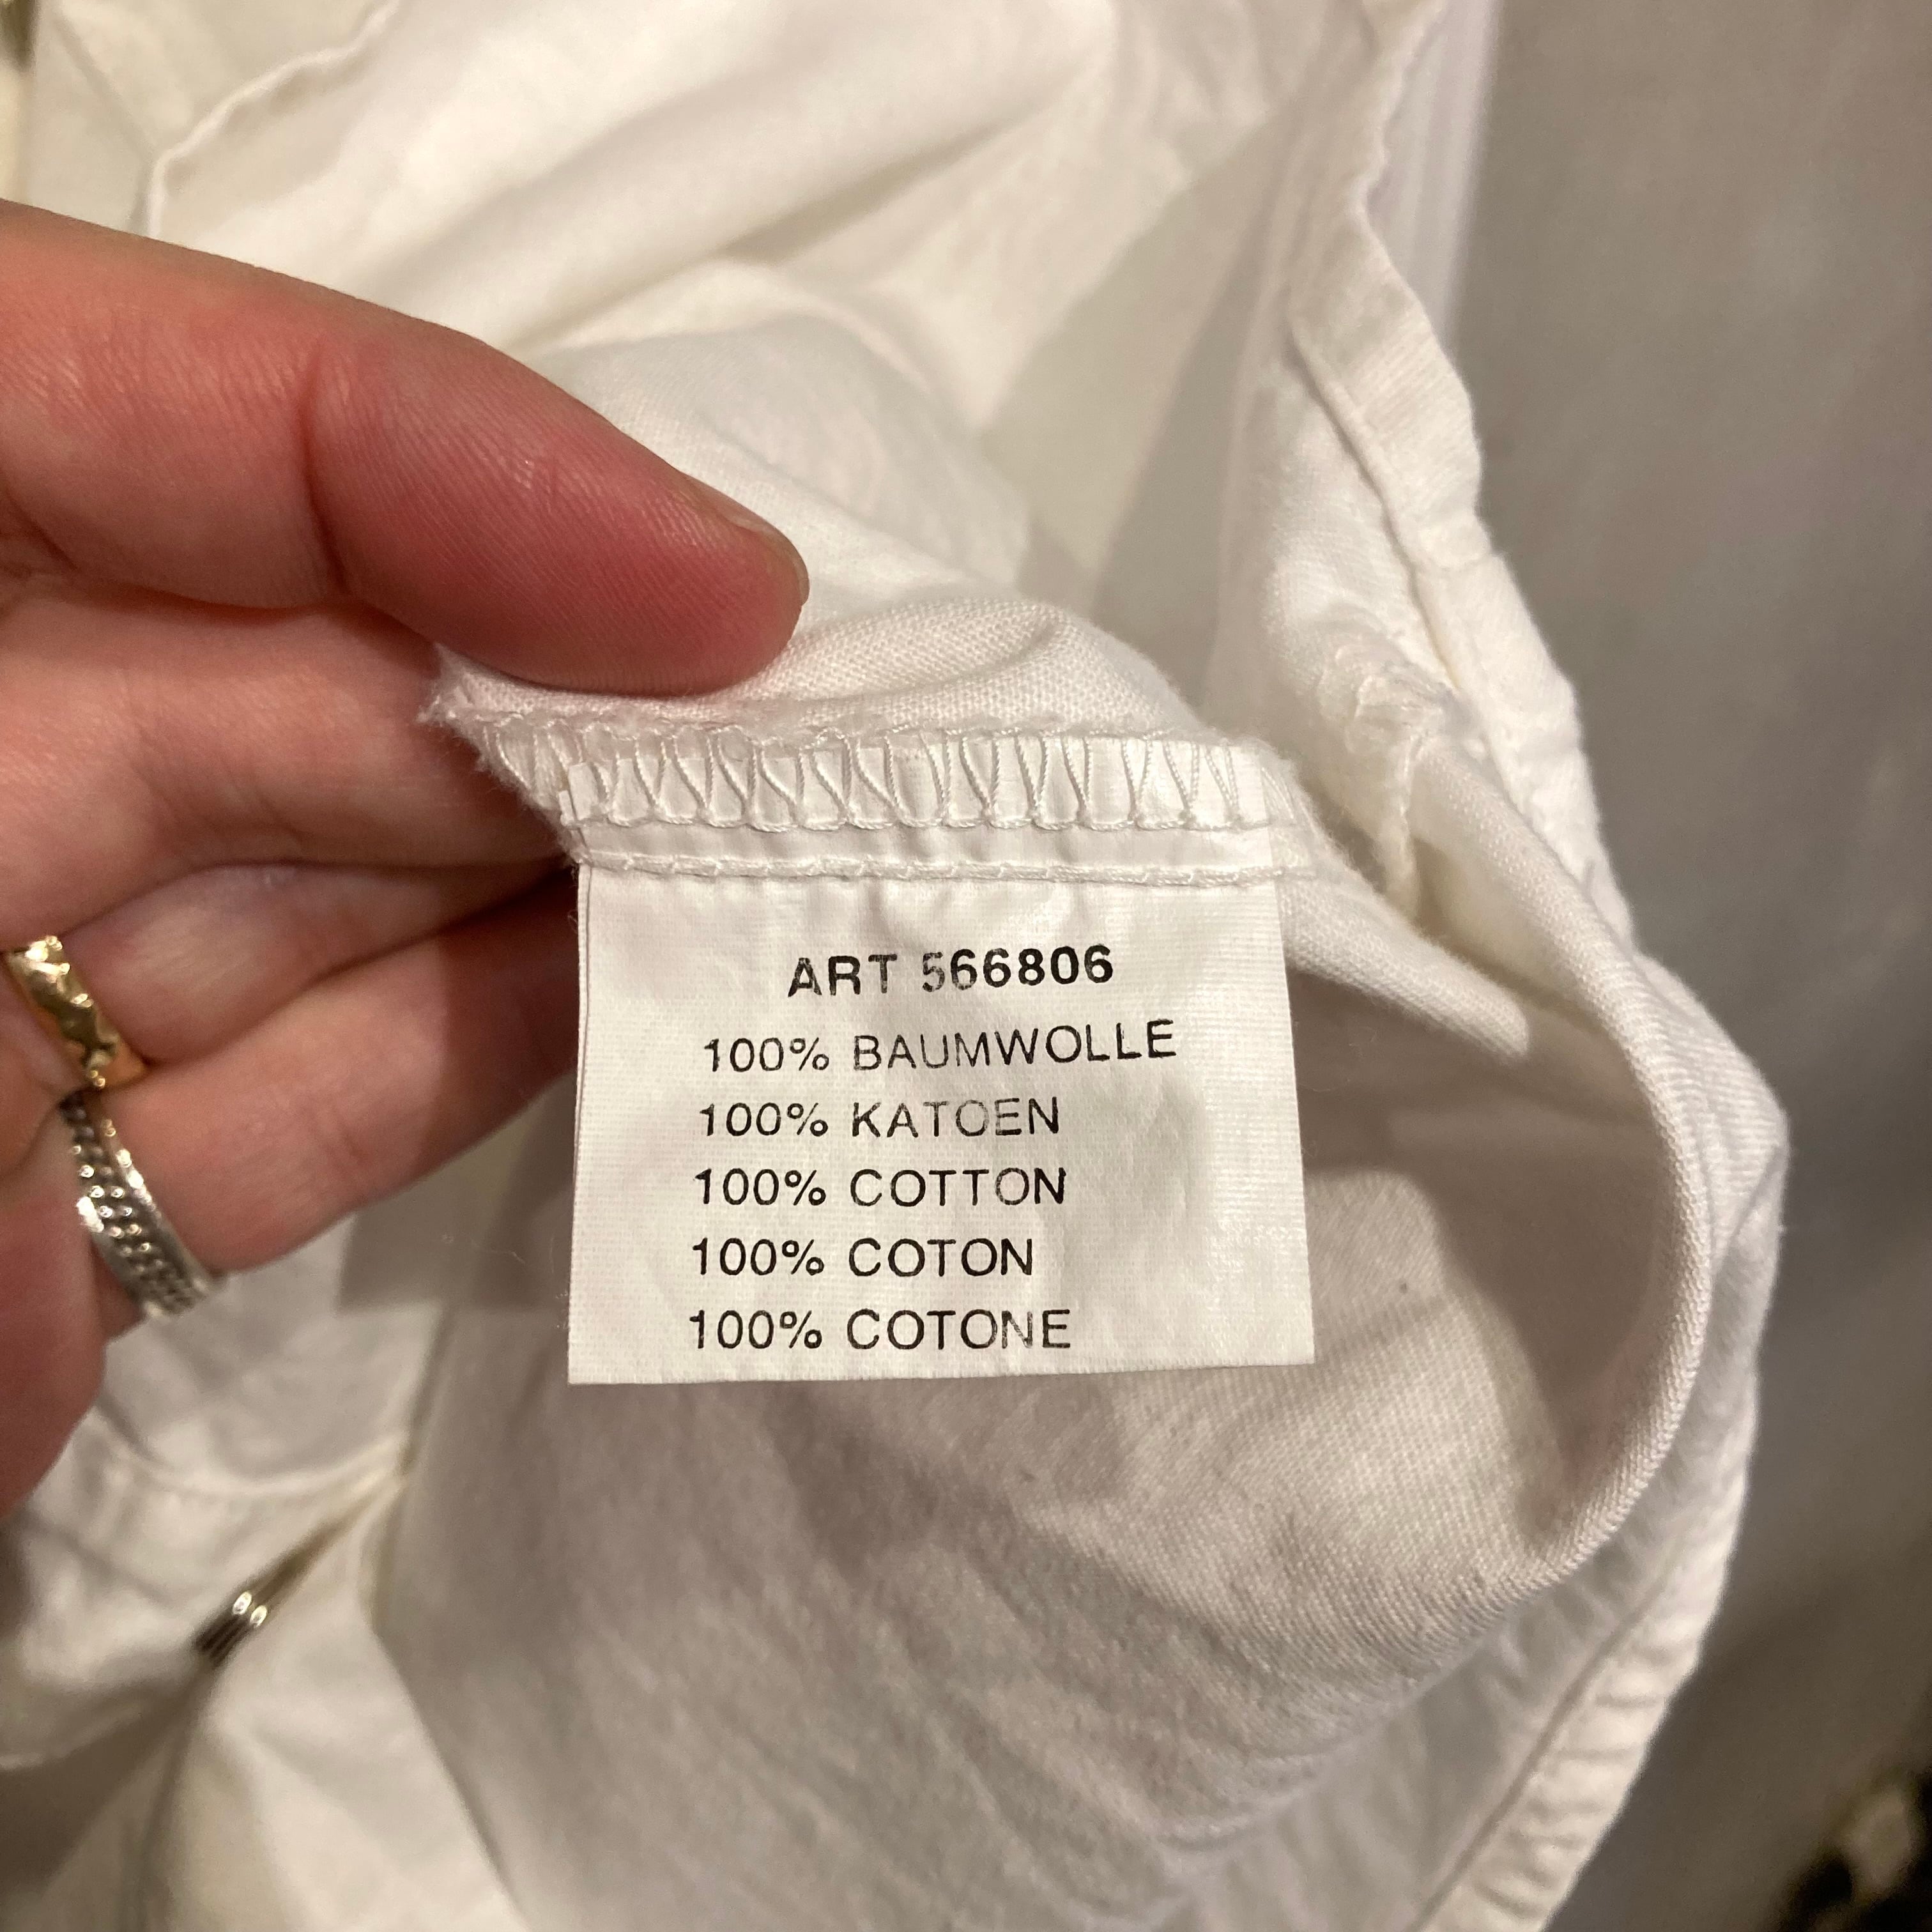 ART 566806
100% BAUMWOLLE
100% KATOEN
100% COTTON
100% COTON
100% COTONE